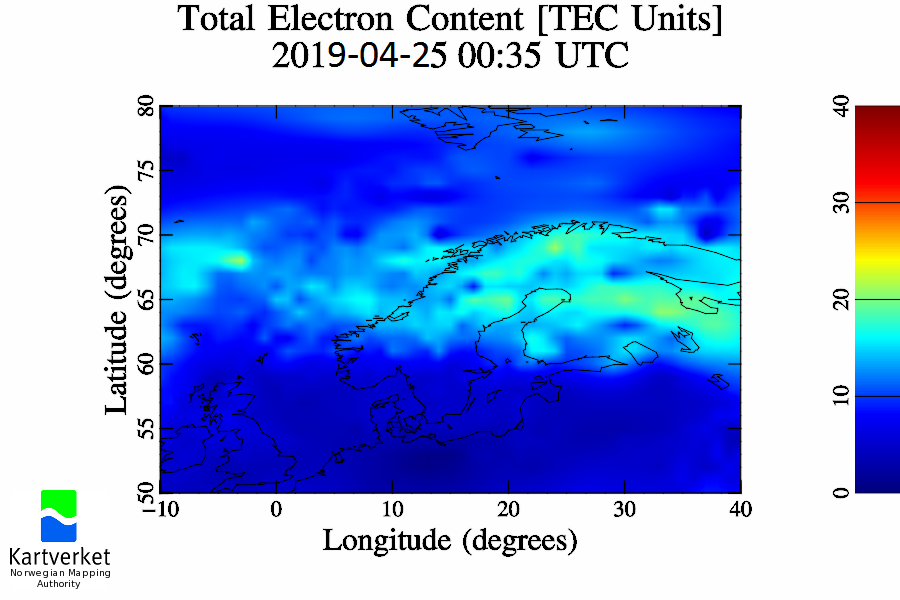 Total Electron Content [TEC Units]
2019-04-25 00:35 UTC
80
75
70
65
60
55
50
Latitude (degrees)
-10
0
10
20
30
40
Longitude (degrees)
40
30
20
10
0
Kartverket
Norwegian Mapping
Authority